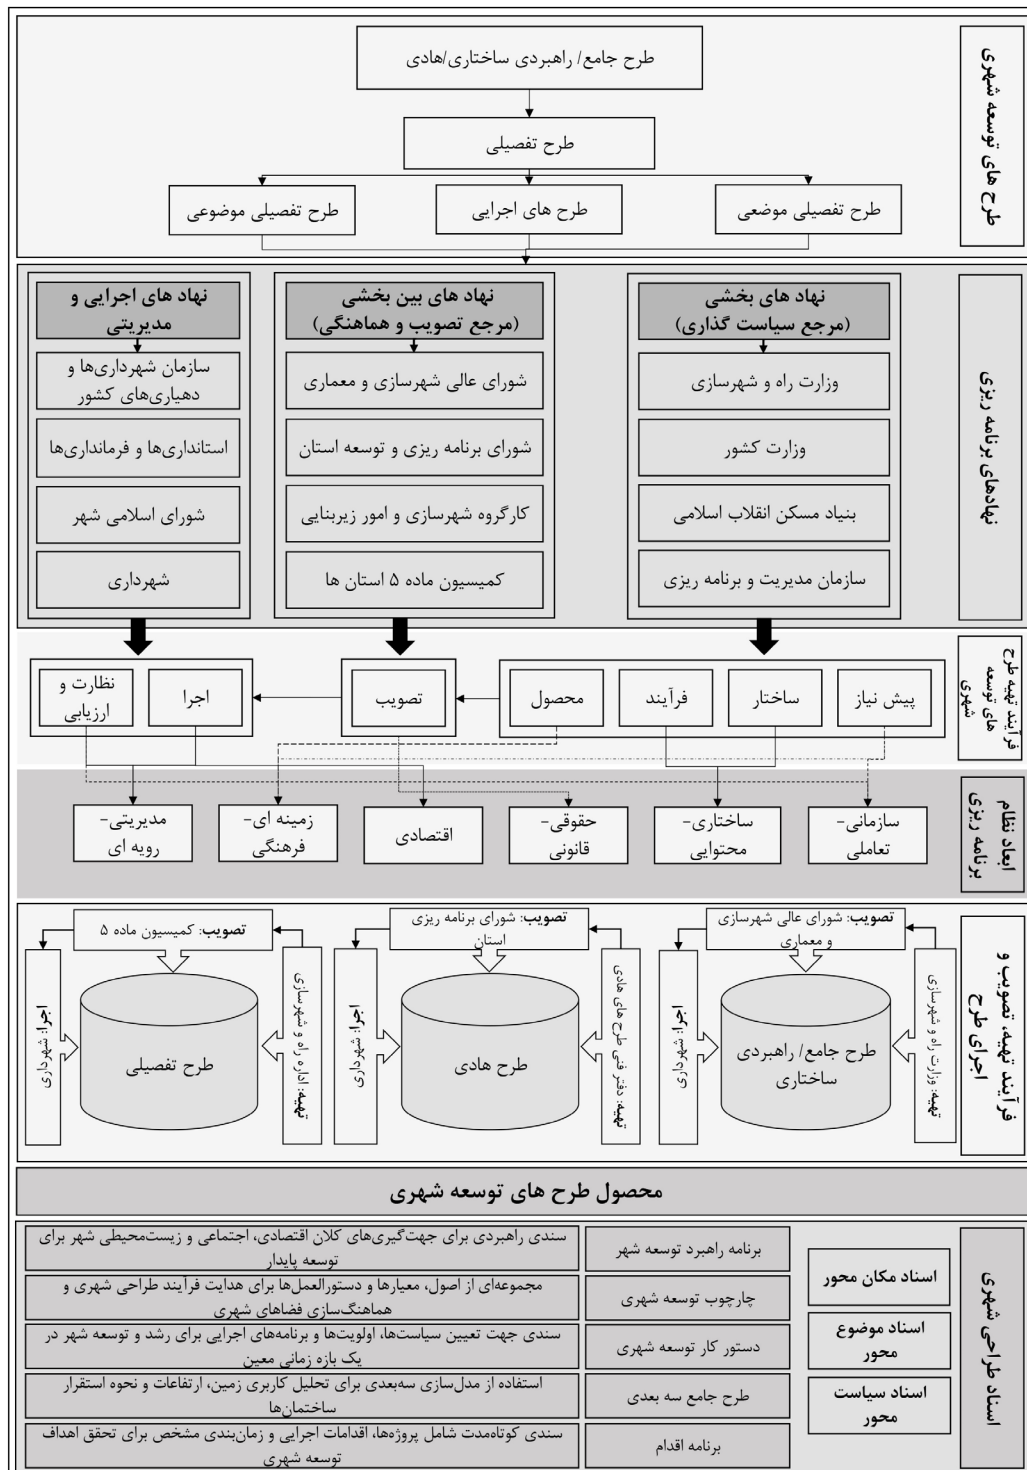 طرح های توسعه شهری
طرح جامع/ راهبردی ساختاری/هادی
طرح تفصیلی
طرح تفصیلی موضعی
طرح های اجرایی
طرح تفصیلی موضوعی
نهادهای برنامه ریزی
نهاد های بخشی
(مرجع سیاست گذاری)
وزارت راه و شهرسازی
وزارت کشور
بنیاد مسکن انقلاب اسلامی
سازمان مدیریت و برنامه ریزی
نهاد های بین بخشی
(مرجع تصویب و هماهنگی)
شورای عالی شهرسازی و معماری
شورای برنامه ریزی و توسعه استان
کارگروه شهرسازی و امور زیربنایی
کمیسیون ماده ۵ استان ها
نهاد های اجرایی و
مدیریتی
سازمان شهرداری‌ها و
دهیاری‌های کشور
استانداری‌ها و فرمانداری‌ها
شورای اسلامی شهر
شهرداری
فرآیند تهیه طرح
های توسعه
شهری
پیش نیاز
ساختار
فرآیند
محصول
تصویب
اجرا
نظارت و
ارزیابی
ابعاد نظام
برنامه ریزی
سازمانی-
تعاملی
ساختاری-
محتوایی
حقوقی-
قانونی
اقتصادی
زمینه ای-
فرهنگی
مدیریتی-
رویه ای
فرآیند تهیه، تصویب و
اجرای طرح
تصویب: شورای عالی شهرسازی
و معماری
تهیه: وزارت راه و شهرسازی
طرح جامع/ راهبردی
ساختاری
اجرا: شهرداری
تصویب: شورای برنامه ریزی
استان
تهیه: دفتر فنی طرح های هادی
طرح هادی
اجرا: شهرداری
تصویب: کمیسیون ماده ۵
تهیه: اداره راه و شهرسازی
طرح تفصیلی
اجرا: شهرداری
محصول طرح های توسعه شهری
اسناد طراحی شهری
اسناد مکان محور
اسناد موضوع
محور
اسناد سیاست
محور
برنامه راهبرد توسعه شهر
سندی راهبردی برای جهت‌گیری‌های کلان اقتصادی، اجتماعی و زیست‌محیطی شهر برای
توسعه پایدار
چارچوب توسعه شهری
مجموعه‌ای از اصول، معیارها و دستورالعمل‌ها برای هدایت فرآیند طراحی شهری و
هماهنگ‌سازی فضاهای شهری
دستور کار توسعه شهری
سندی جهت تعیین سیاست‌ها، اولویت‌ها و برنامه‌های اجرایی برای رشد و توسعه شهر در
یک بازه زمانی معین
طرح جامع سه بعدی
استفاده از مدل‌سازی سه‌بعدی برای تحلیل کاربری زمین، ارتفاعات و نحوه استقرار
ساختمان‌ها
برنامه اقدام
سندی کوتاه‌مدت شامل پروژه‌ها، اقدامات اجرایی و زمان‌بندی مشخص برای تحقق اهداف
توسعه شهری